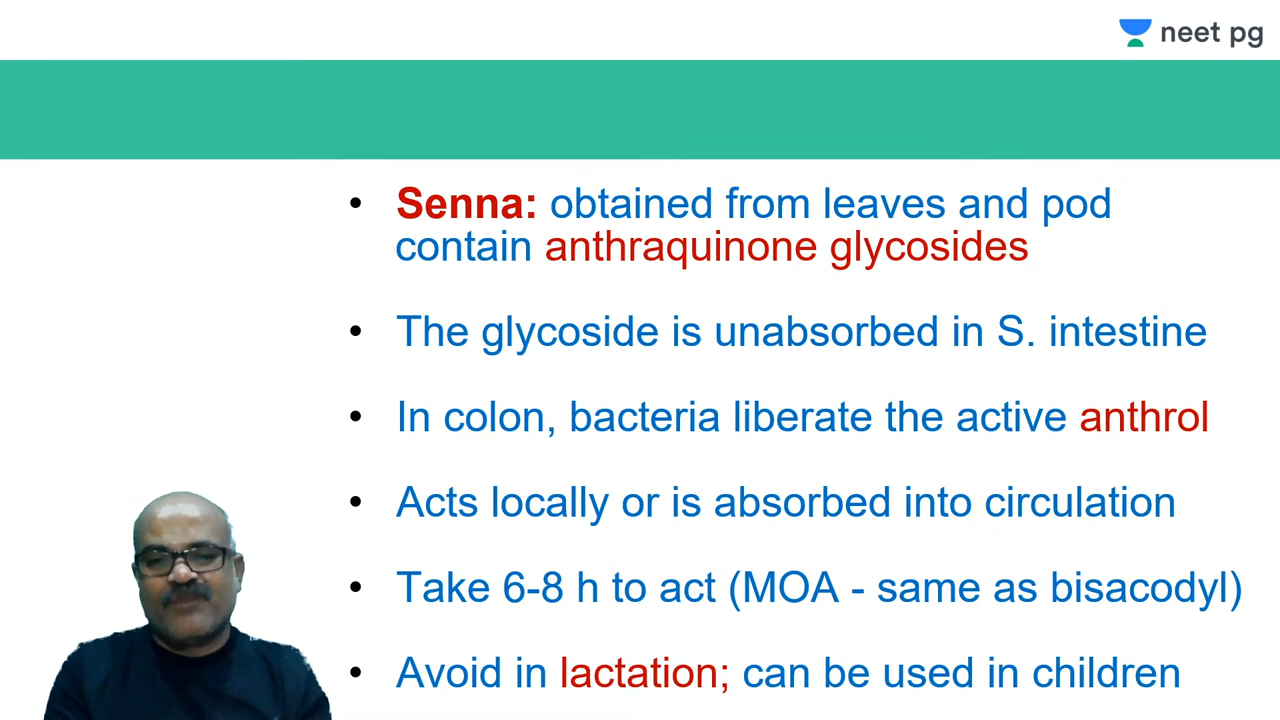 neet pg
• Senna: obtained from leaves and pod
contain anthraquinone glycosides
• The glycoside is unabsorbed in S. intestine
• In colon, bacteria liberate the active anthrol
• Acts locally or is absorbed into circulation
• Take 6-8 h to act (MOA - same as bisacodyl)
• Avoid in lactation; can be used in children